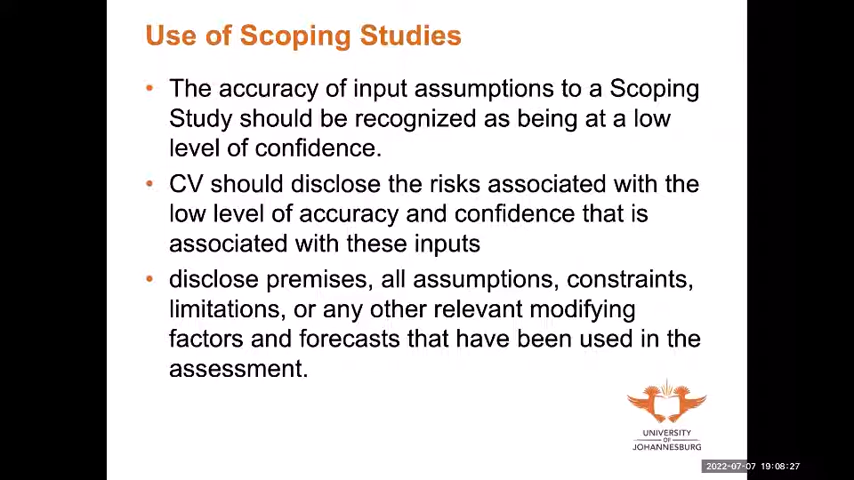 Use of Scoping Studies
• The accuracy of input assumptions to a Scoping
Study should be recognized as being at a low
level of confidence.
• CV should disclose the risks associated with the
low level of accuracy and confidence that is
associated with these inputs
• disclose premises, all assumptions, constraints,
limitations, or any other relevant modifying
factors and forecasts that have been used in the
assessment.
UNIVERSITY
OF
JOHANNESBURG
2022-07-07 19:08:27